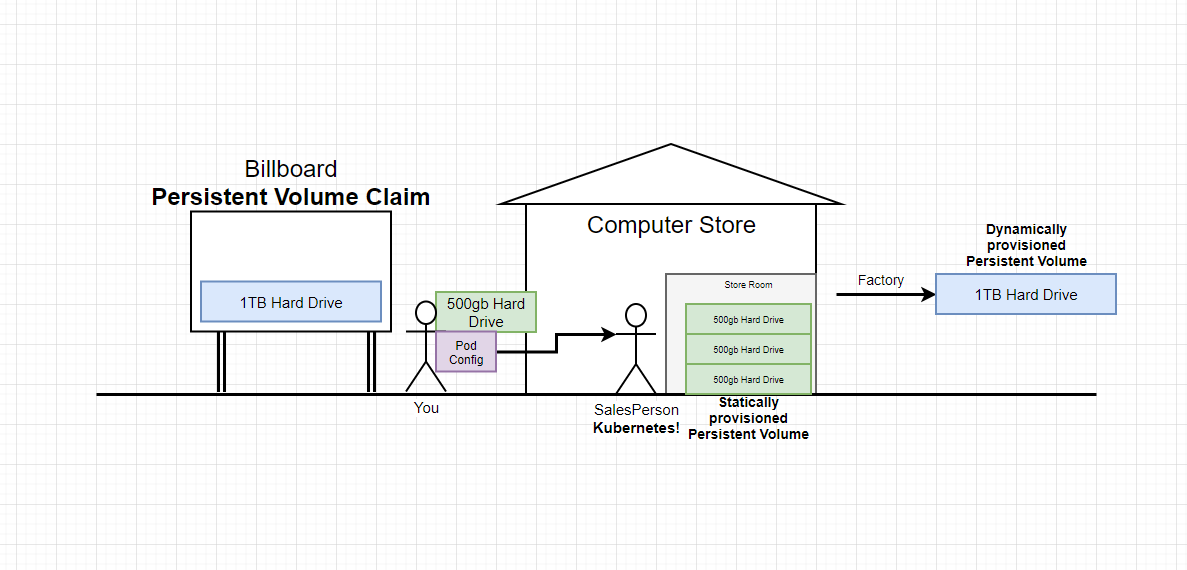 Billboard
Persistent Volume Claim
1TB Hard Drive
500gb Hard
Drive
Pod
Config
You
Computer Store
SalesPerson
Kubernetes!
Store Room
500gb Hard Drive
500gb Hard Drive
500gb Hard Drive
Statically
provisioned
Persistent Volume
Factory
Dynamically
provisioned
Persistent Volume
1TB Hard Drive